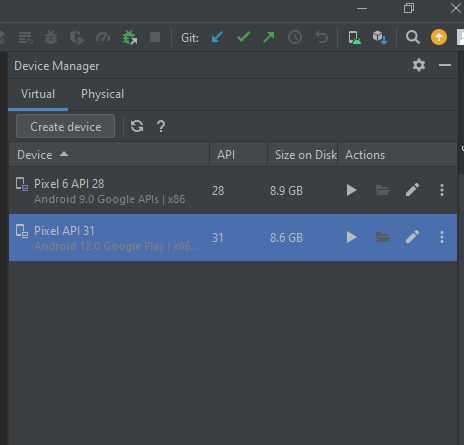 Git:
Device Manager
Virtual Physical
Create device ?
Device API Size on Disk Actions
Pixel 6 API 28 28 8.9 GB
Android 9.0 Google APIs | x86
Pixel API 31 31 8.6 GB
Android 12.0 Google Play | x86...